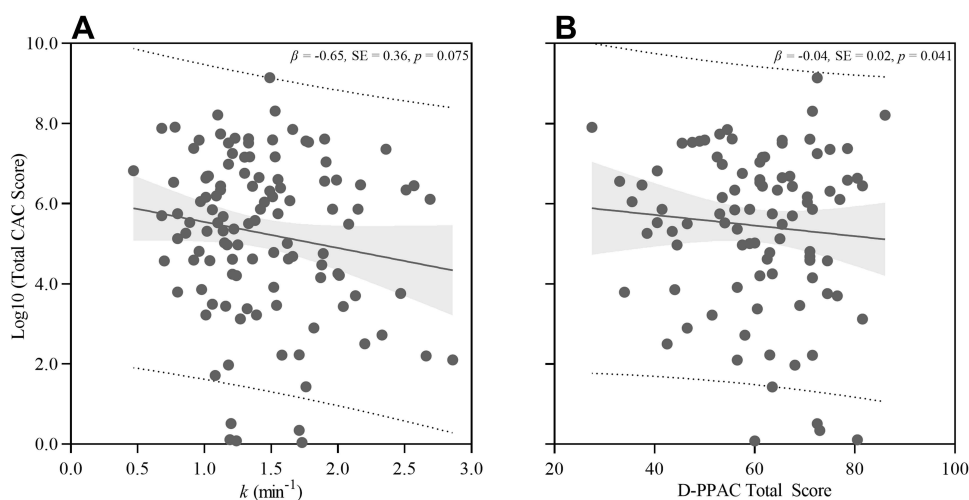 A B
β = -0.65, SE = 0.36, p = 0.075
β = -0.04, SE = 0.02, p = 0.041
Log10 (Total CAC Score)
10.0
8.0
6.0
4.0
2.0
0.0
0.0 0.5 1.0 1.5 2.0 2.5 3.0
k (min⁻¹)
20 40 60 80 100
D-PPAC Total Score